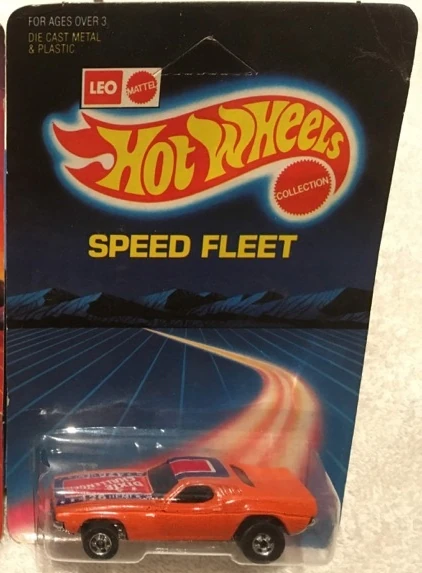 FOR AGES OVER 3
DIE CAST METAL
& PLASTIC
LEO
MATTEL
HOT WHEELS
COLLECTION
SPEED FLEET